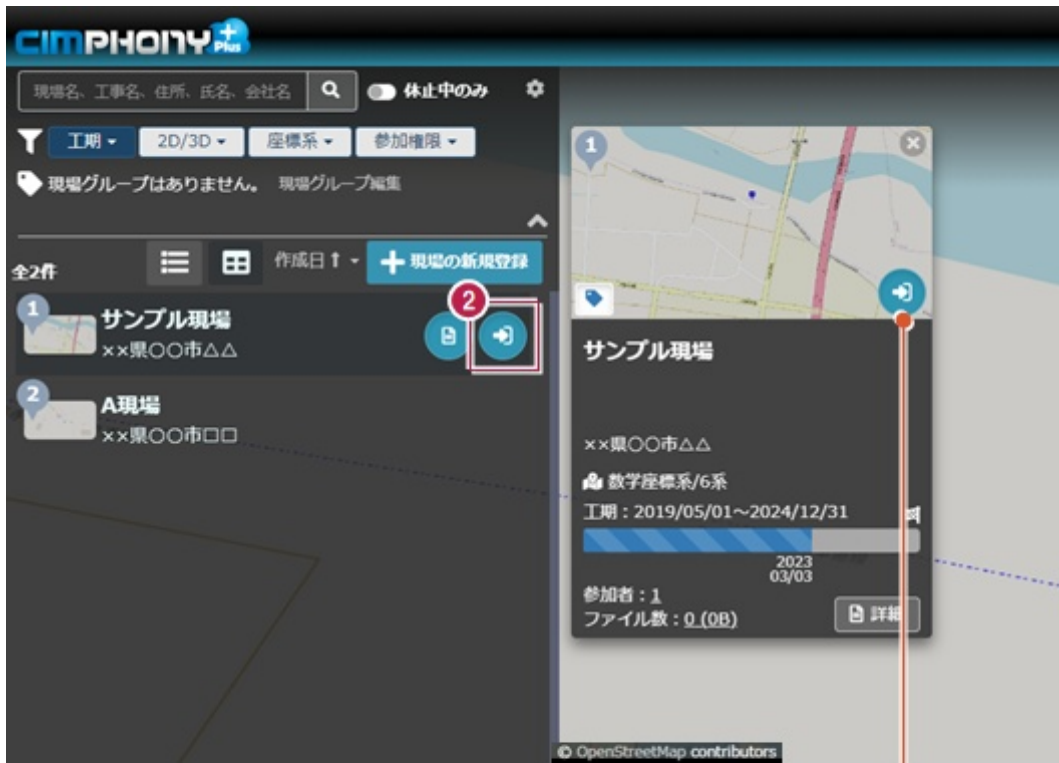 CIMPHONY Plus
現場名、工事名、住所、氏名、会社名
休止中のみ
工期
2D/3D
座標系
参加権限
現場グループはありません。 現場グループ編集
全2件
作成日↑
+現場の新規登録
1
サンプル現場
××県〇〇市△△
2
2
A現場
××県〇〇市□□
1
サンプル現場
××県〇〇市△△
数学座標系/6系
工期:2019/05/01~2024/12/31
2023
03/03
参加者:1
ファイル数:0 (0B)
詳細
© OpenStreetMap contributors